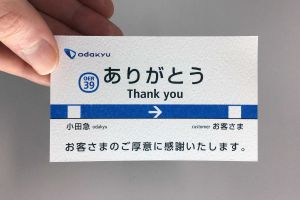 odakyu
OER
39
ありがとう
Thank you
小田急 odakyu customer お客さま
お客さまのご厚意に感謝いたします。